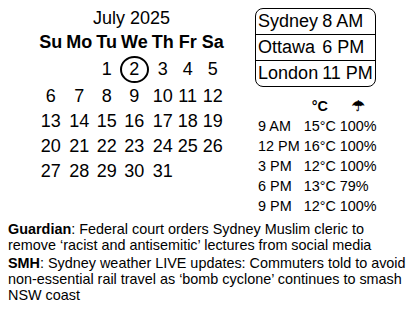 July 2025
Su Mo Tu We Th Fr Sa
1 2 3 4 5
6 7 8 9 10 11 12
13 14 15 16 17 18 19
20 21 22 23 24 25 26
27 28 29 30 31
Sydney 8 AM
Ottawa 6 PM
London 11 PM
°C ☂
9 AM 15°C 100%
12 PM 16°C 100%
3 PM 12°C 100%
6 PM 13°C 79%
9 PM 12°C 100%
Guardian: Federal court orders Sydney Muslim cleric to
remove ‘racist and antisemitic’ lectures from social media
SMH: Sydney weather LIVE updates: Commuters told to avoid
non-essential rail travel as ‘bomb cyclone’ continues to smash
NSW coast